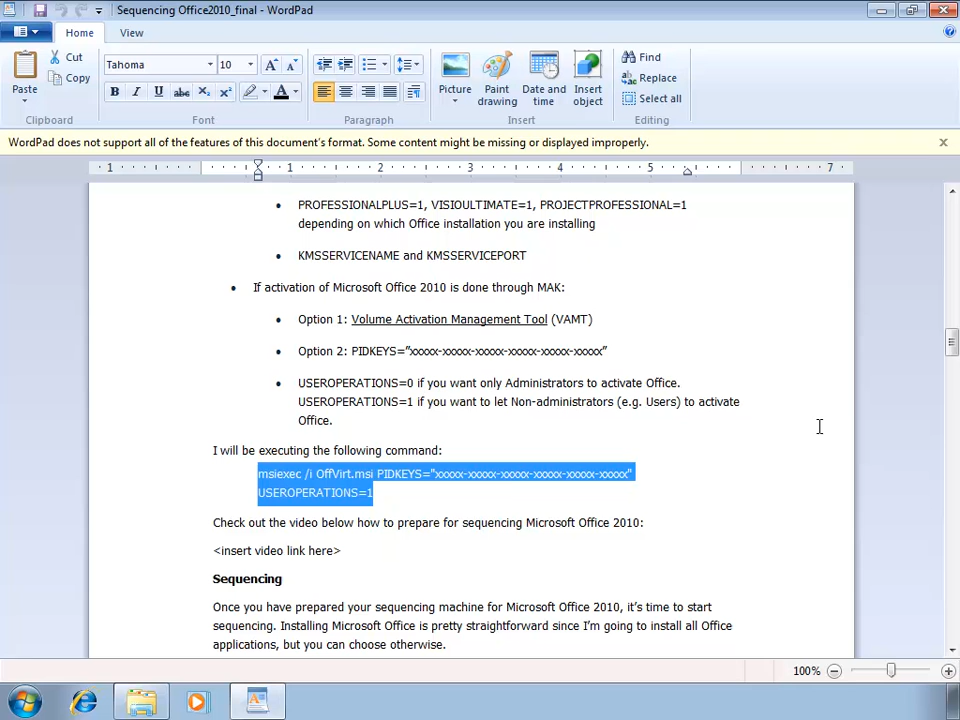 Sequencing Office2010_final - WordPad
Home
View
Paste
Cut
Copy
Clipboard
Tahoma
10
Font
Paragraph
Picture
Paint drawing
Date and time
Insert object
Insert
Find
Replace
Select all
Editing
WordPad does not support all of the features of this document's format. Some content might be missing or displayed improperly.
1 1 2 3 4 5 7
• PROFESSIONALPLUS=1, VISIOULTIMATE=1, PROJECTPROFESSIONAL=1
depending on which Office installation you are installing
• KMSSERVICENAME and KMSSERVICEPORT
• If activation of Microsoft Office 2010 is done through MAK:
• Option 1: Volume Activation Management Tool (VAMT)
• Option 2: PIDKEYS="xxxxx-xxxxx-xxxxx-xxxxx-xxxxx-xxxxx"
• USEROPERATIONS=0 if you want only Administrators to activate Office.
USEROPERATIONS=1 if you want to let Non-administrators (e.g. Users) to activate
Office.
I will be executing the following command:
msiexec /i OffVirt.msi PIDKEYS="xxxxx-xxxxx-xxxxx-xxxxx-xxxxx-xxxxx"
USEROPERATIONS=1
Check out the video below how to prepare for sequencing Microsoft Office 2010:
<insert video link here>
Sequencing
Once you have prepared your sequencing machine for Microsoft Office 2010, it's time to start
sequencing. Installing Microsoft Office is pretty straightforward since I'm going to install all Office
applications, but you can choose otherwise.
100%